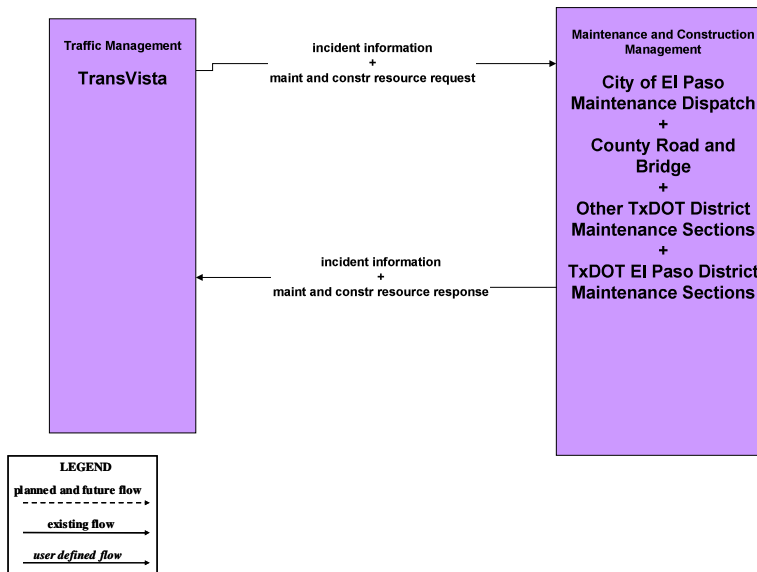 Traffic Management
TransVista
incident information
+
maint and constr resource request
incident information
+
maint and constr resource response
Maintenance and Construction
Management
City of El Paso
Maintenance Dispatch
+
County Road and
Bridge
+
Other TxDOT District
Maintenance Sections
+
TxDOT El Paso District
Maintenance Sections
LEGEND
planned and future flow
existing flow
user defined flow